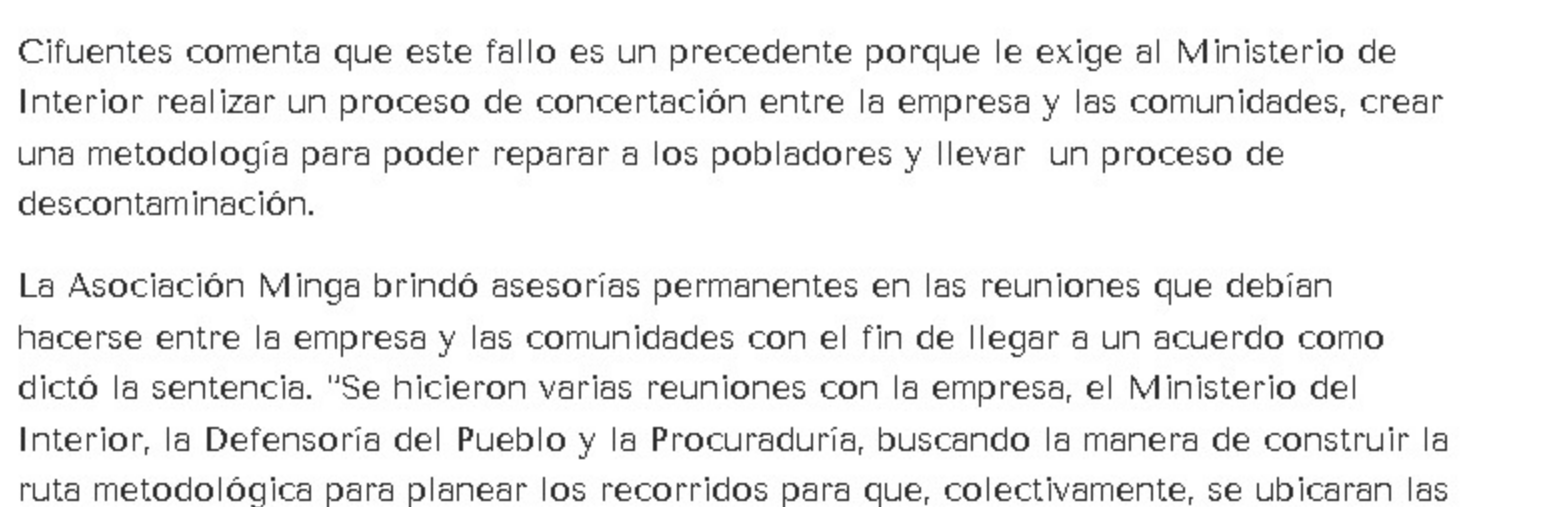 Cifuentes comenta que este fallo es un precedente porque le exige al Ministerio de
Interior realizar un proceso de concertación entre la empresa y las comunidades, crear
una metodología para poder reparar a los pobladores y llevar  un proceso de
descontaminación.
La Asociación Minga brindó asesorías permanentes en las reuniones que debían
hacerse entre la empresa y las comunidades con el fin de llegar a un acuerdo como
dictó la sentencia. "Se hicieron varias reuniones con la empresa, el Ministerio del
Interior, la Defensoría del Pueblo y la Procuraduría, buscando la manera de construir la
ruta metodológica para planear los recorridos para que, colectivamente, se ubicaran las